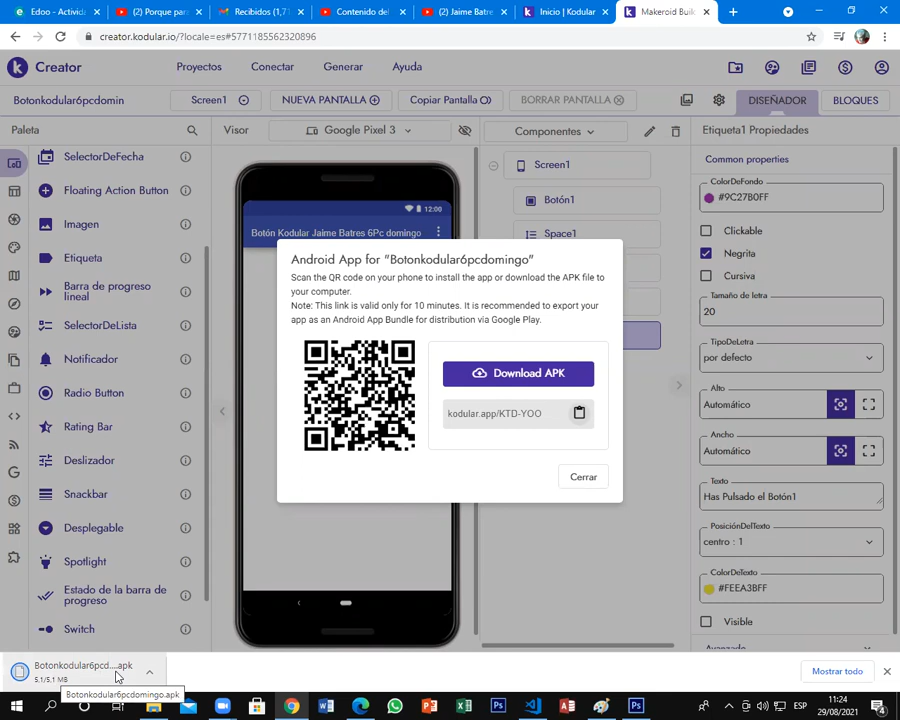 Edoo - Activida
(2) Porque par
Recibidos (1,71
Contenido del
(2) Jaime Batre
Inicio | Kodular
Makeroid Buil
creator.kodular.io/?locale=es#5771185562320896
Creator
Proyectos
Conectar
Generar
Ayuda
Botonkodular6pcdomin
Screen1
NUEVA PANTALLA
Copiar Pantalla
BORRAR PANTALLA
DISEÑADOR
BLOQUES
Paleta
Visor
Google Pixel 3
Componentes
Etiqueta1 Propiedades
SelectorDeFecha
Floating Action Button
Imagen
Etiqueta
Barra de progreso
lineal
SelectorDeLista
Notificador
Radio Button
Rating Bar
Deslizador
Snackbar
Desplegable
Spotlight
Estado de la barra de
progreso
Switch
12:00
Botón Kodular Jaime Batres 6Pc domingo
Screen1
Botón1
Space1
Android App for "Botonkodular6pcdomingo"
Scan the QR code on your phone to install the app or download the APK file to
your computer.
Note: This link is valid only for 10 minutes. It is recommended to export your
app as an Android App Bundle for distribution via Google Play.
Download APK
kodular.app/KTD-YOO
Cerrar
Common properties
ColorDeFondo
#9C27B0FF
Clickable
Negrita
Cursiva
Tamaño de letra
20
TipoDeLetra
por defecto
Alto
Automático
Ancho
Automático
Texto
Has Pulsado el Botón1
PosiciónDelTexto
centro : 1
ColorDeTexto
#FEEA3BFF
Visible
Avanzado
Botonkodular6pcd....apk
5,1/5,1 MB
Botonkodular6pcdomingo.apk
Mostrar todo
ESP
11:24
29/08/2021
4